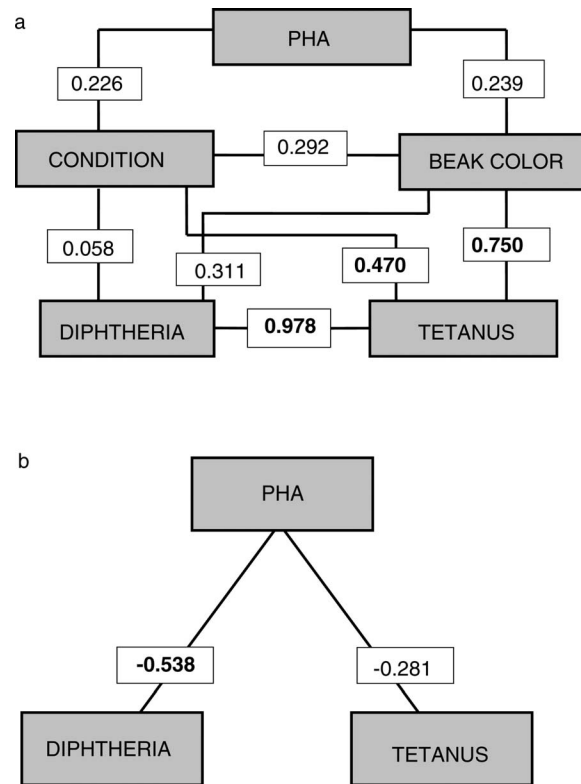 a
PHA
0.226
0.239
CONDITION
0.292
BEAK COLOR
0.058
0.311
0.470
0.750
DIPHTHERIA
0.978
TETANUS
b
PHA
-0.538
-0.281
DIPHTHERIA
TETANUS